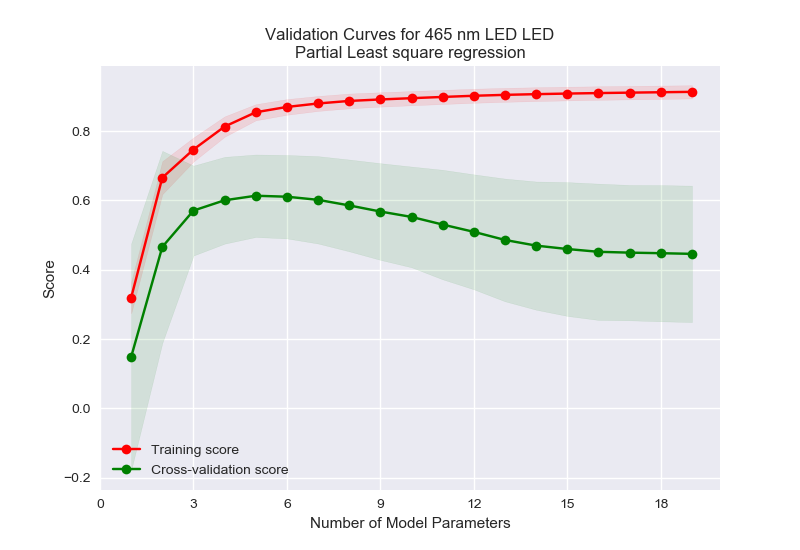 Validation Curves for 465 nm LED LED
Partial Least square regression
Score
0.8
0.6
0.4
0.2
0.0
−0.2
Training score
Cross-validation score
0 3 6 9 12 15 18
Number of Model Parameters